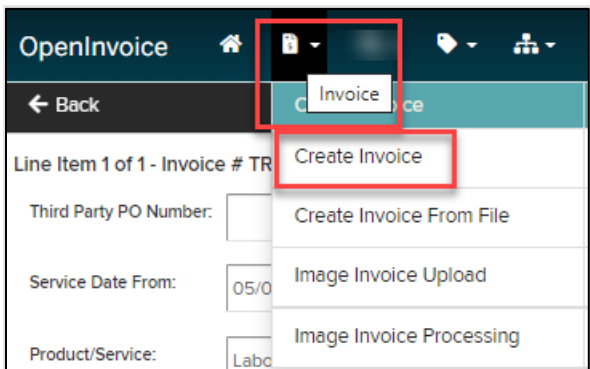 OpenInvoice
Invoice
Back
C ce
Create Invoice
Line Item 1 of 1 - Invoice # TR
Third Party PO Number:
Create Invoice From File
Service Date From:
05/0
Image Invoice Upload
Image Invoice Processing
Product/Service:
Labo